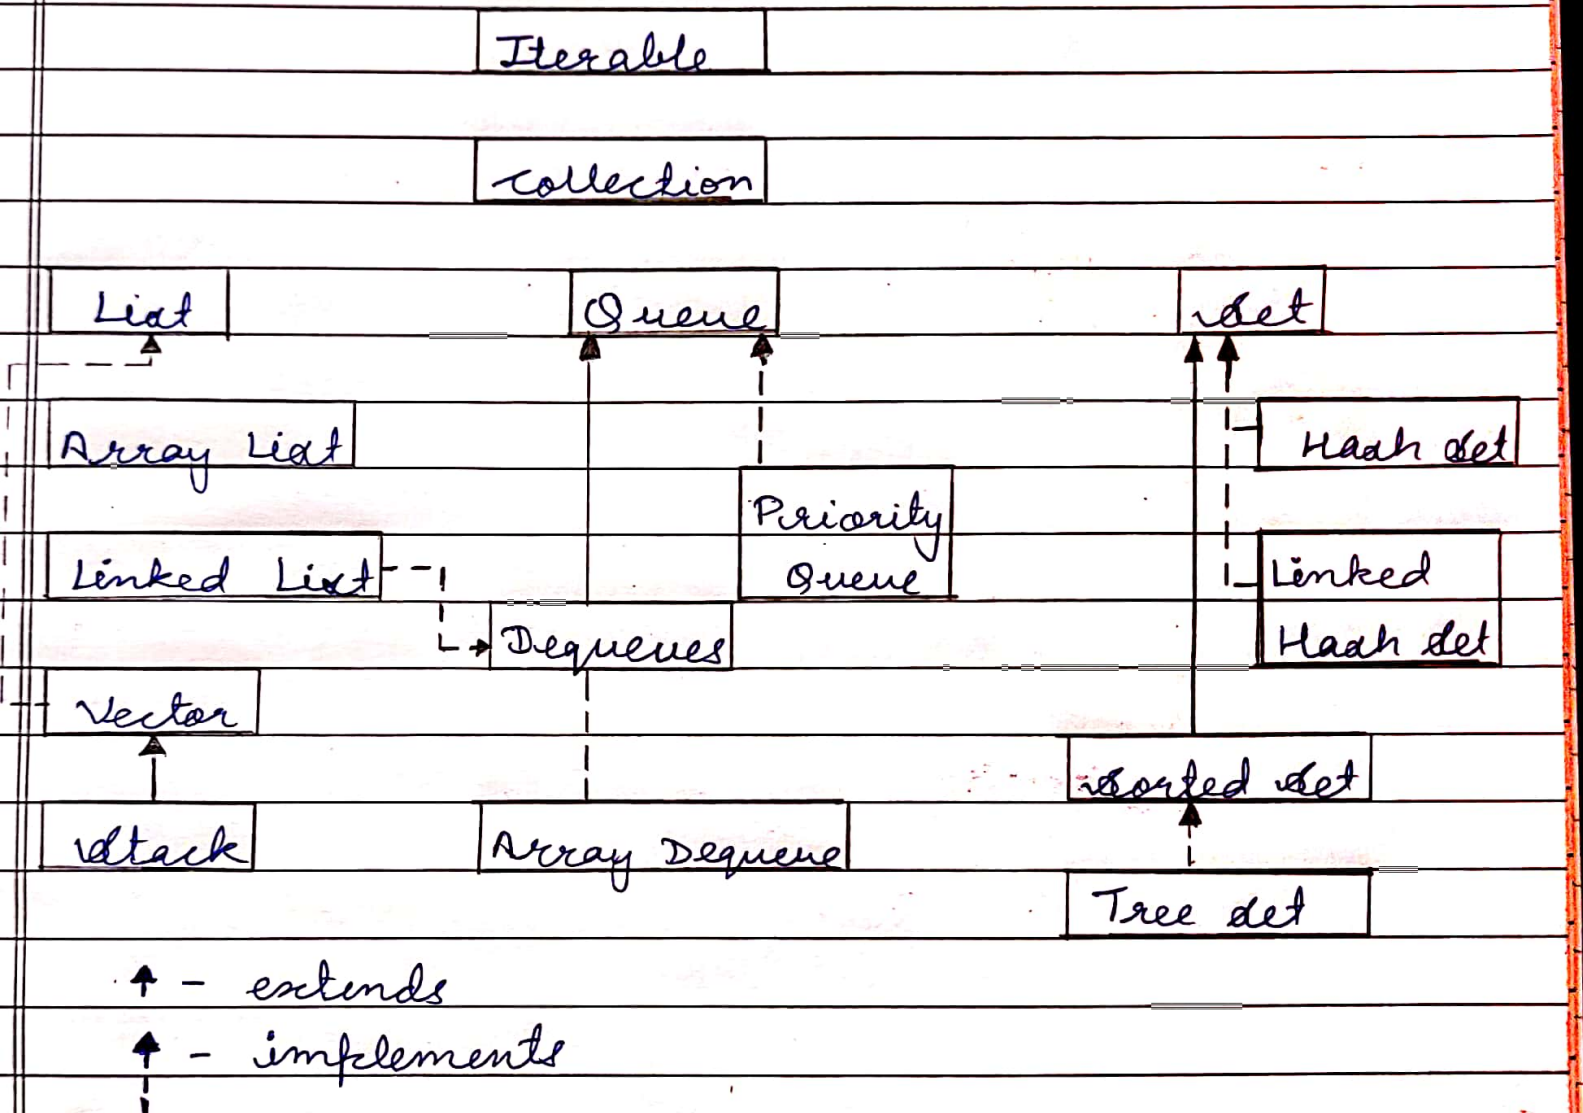 Iterable
Collection
List
Queue
Set
Array List
Hash Set
Priority
Queue
Linked List
Linked
Hash Set
Dequeues
Vector
Sorted Set
Stack
Array Dequeue
Tree Set
↑ - extends
↑ - implements